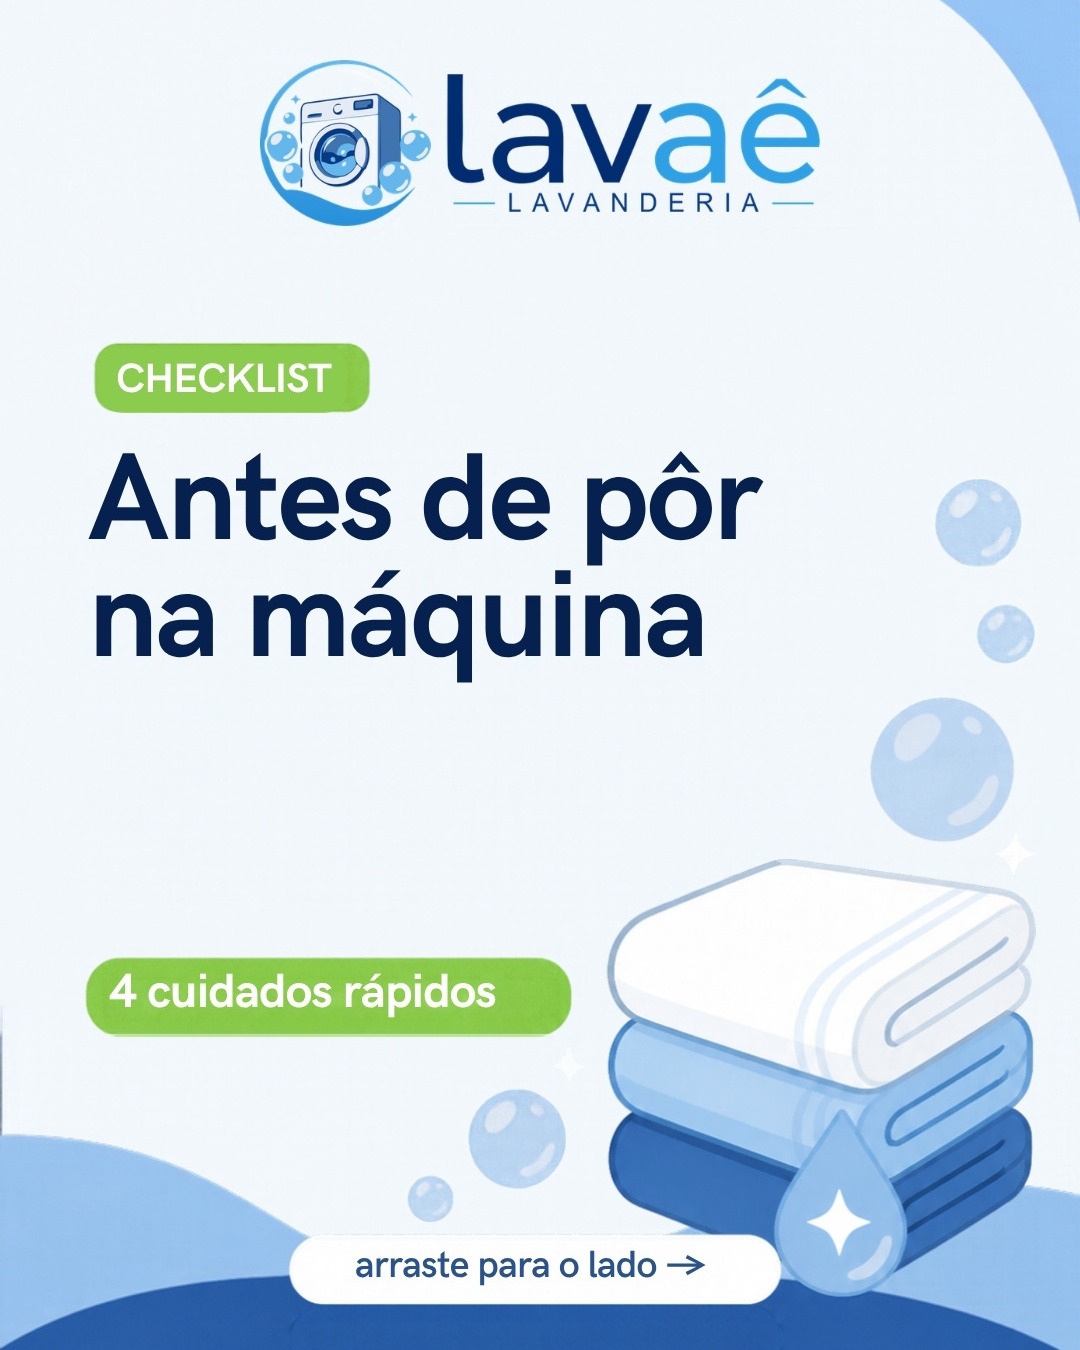 lavaê
LAVANDERIA
CHECKLIST
Antes de pôr
na máquina
4 cuidados rápidos
arraste para o lado →